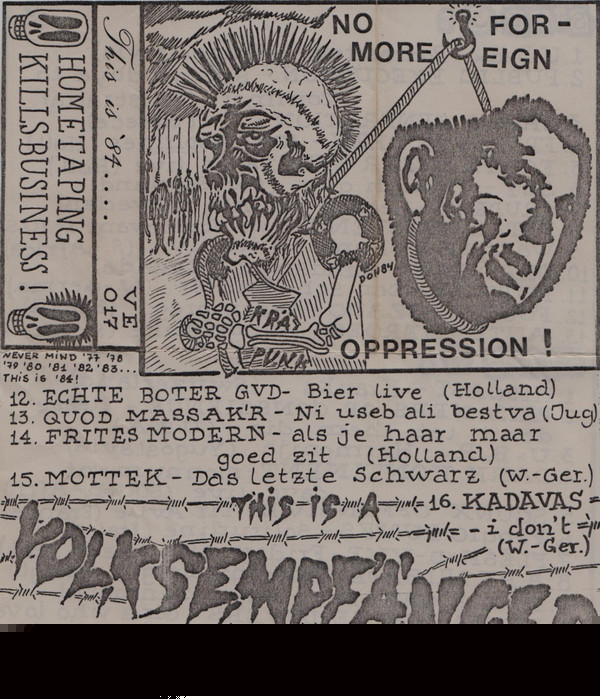 HOMETAPING
KILLS BUSINESS!
This is '84.....
VE
017
NO
MORE
FOR-
EIGN
DOH84
KRÄS
PUNK
OPPRESSION!
NEVER MIND '77 '78
'79 '80 '81 '82 '83...
THIS IS '84!
12. ECHTE BOTER GVD- Bier live (Holland)
13. QUOD MASSAK'R - Ni useb ali bestva (Jug)
14. FRITES MODERN - als je haar maar
goed zit (Holland)
15. MOTTEK - Das letzte Schwarz (W.-Ger.)
THIS IS A
16. KADAVAS -
- i don't
(W.-Ger.)
VOLKSEMPFÄNGER